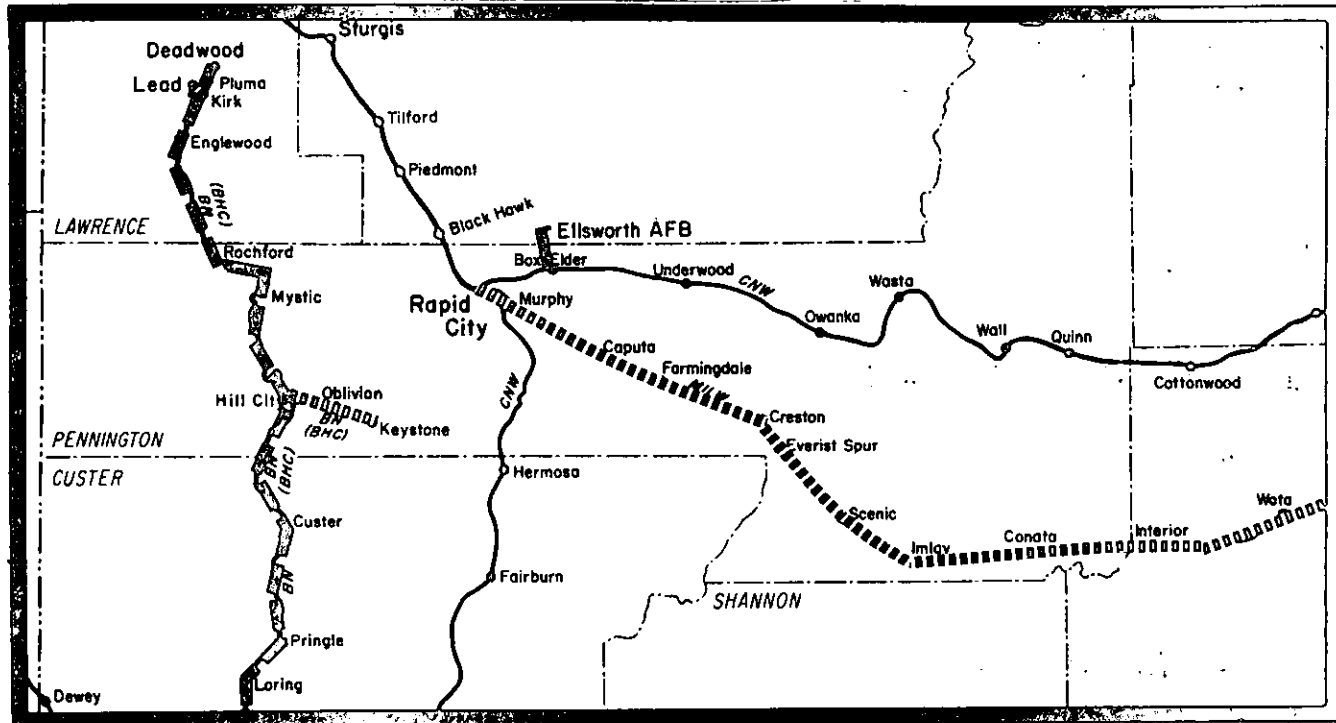 Sturgis
Deadwood
Lead
Pluma
Kirk
Tilford
Englewood
Piedmont
(BHC)
BN
Black Hawk
LAWRENCE
Ellsworth AFB
Rochford
Box Elder
Underwood
CNW
Wasta
Mystic
Rapid
City
Murphy
Owanka
Wall
Quinn
Caputa
Farmingdale
MILW
Cottonwood
CNW
Hill City
Oblivion
BN
(BHC)
Keystone
Creston
PENNINGTON
Everist Spur
CUSTER
BN
(BHC)
Hermosa
Custer
Scenic
Wata
Imlay
Conata
Interior
BN
Fairburn
SHANNON
Pringle
Loring
Dewey